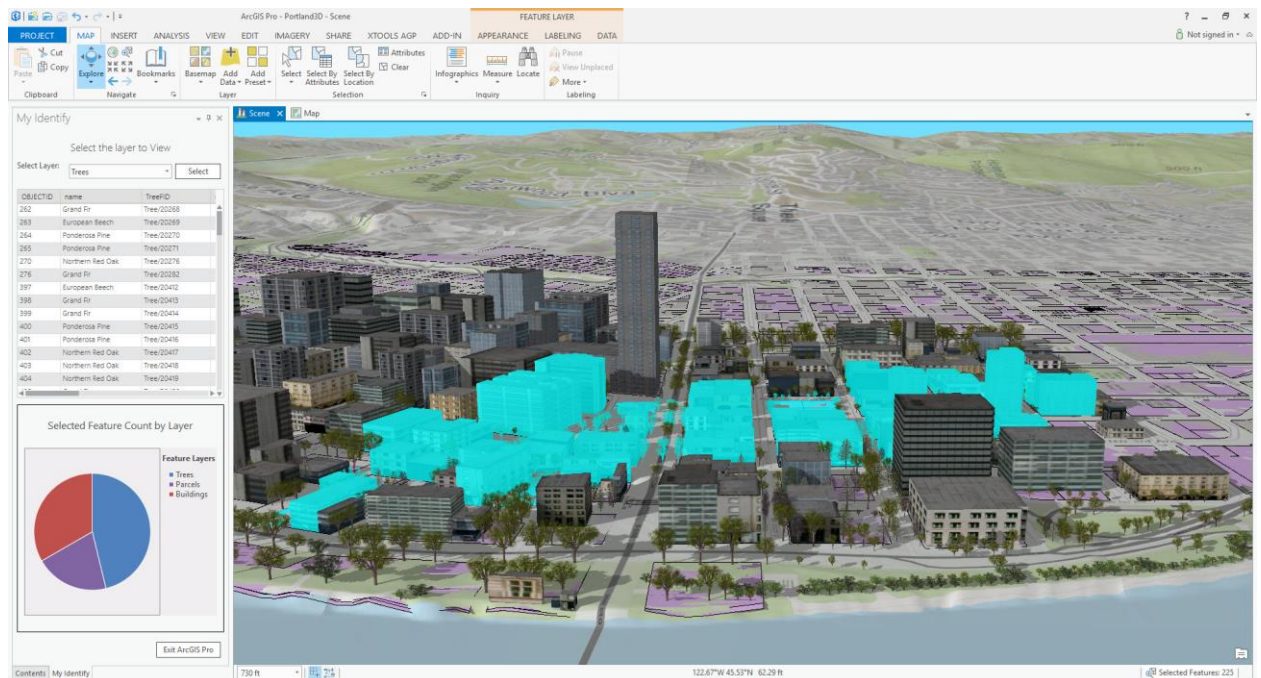 ArcGIS Pro - Portland3D - Scene
FEATURE LAYER
PROJECT MAP INSERT ANALYSIS VIEW EDIT IMAGERY SHARE XTOOLS AGP ADD-IN APPEARANCE LABELING DATA
Not signed in
Paste
Cut
Copy
Clipboard
Explore
Bookmarks
Navigate
Basemap
Add Data
Add Preset
Layer
Select
Select By Attributes
Select By Location
Attributes
Clear
Selection
Infographics
Measure
Locate
Inquiry
Pause
View Unplaced
More
Labeling
My Identify
Scene
Map
Select the layer to View
Select Layer:
Trees
Select
OBJECTID name TreeFID
262 Grand Fir Tree/20268
263 European Beech Tree/20269
264 Ponderosa Pine Tree/20270
265 Ponderosa Pine Tree/20271
270 Northern Red Oak Tree/20276
276 Grand Fir Tree/20282
397 European Beech Tree/20412
398 Grand Fir Tree/20413
399 Grand Fir Tree/20414
400 Ponderosa Pine Tree/20415
401 Ponderosa Pine Tree/20416
402 Northern Red Oak Tree/20417
403 Northern Red Oak Tree/20418
404 Northern Red Oak Tree/20419
Selected Feature Count by Layer
Feature Layers
Trees
Parcels
Buildings
Exit ArcGIS Pro
Contents My Identify
730 ft
122.67°W 45.53°N 62.29 ft
Selected Features: 225